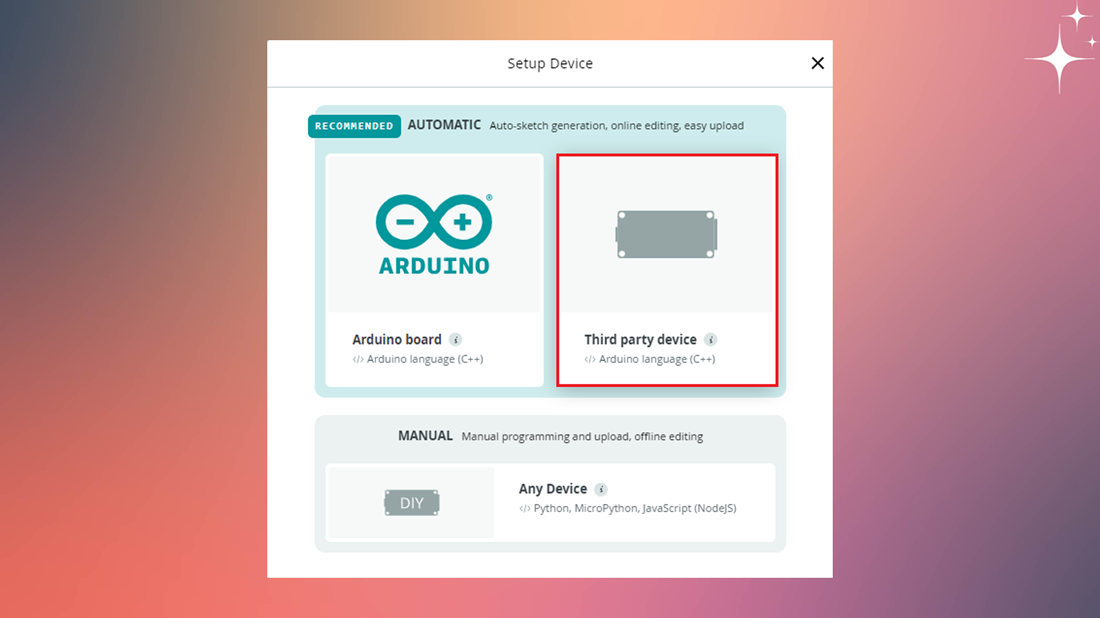 Setup Device
RECOMMENDED AUTOMATIC Auto-sketch generation, online editing, easy upload
ARDUINO®
Arduino board i
</> Arduino language (C++)
Third party device i
</> Arduino language (C++)
MANUAL Manual programming and upload, offline editing
DIY
Any Device i
</> Python, MicroPython, JavaScript (NodeJS)